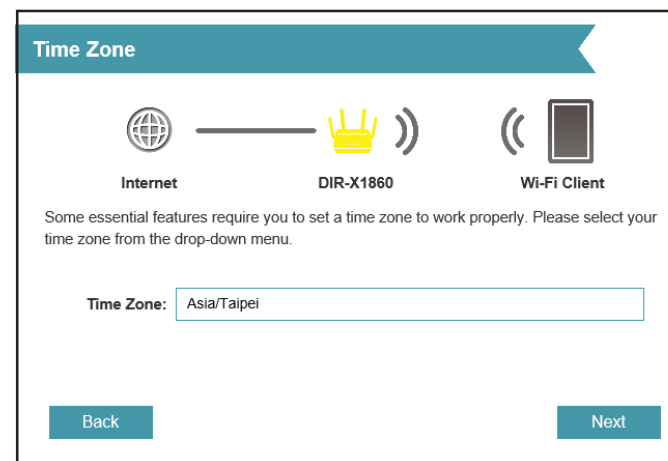 Time Zone
Internet DIR-X1860 Wi-Fi Client
Some essential features require you to set a time zone to work properly. Please select your
time zone from the drop-down menu.
Time Zone: Asia/Taipei
Back Next